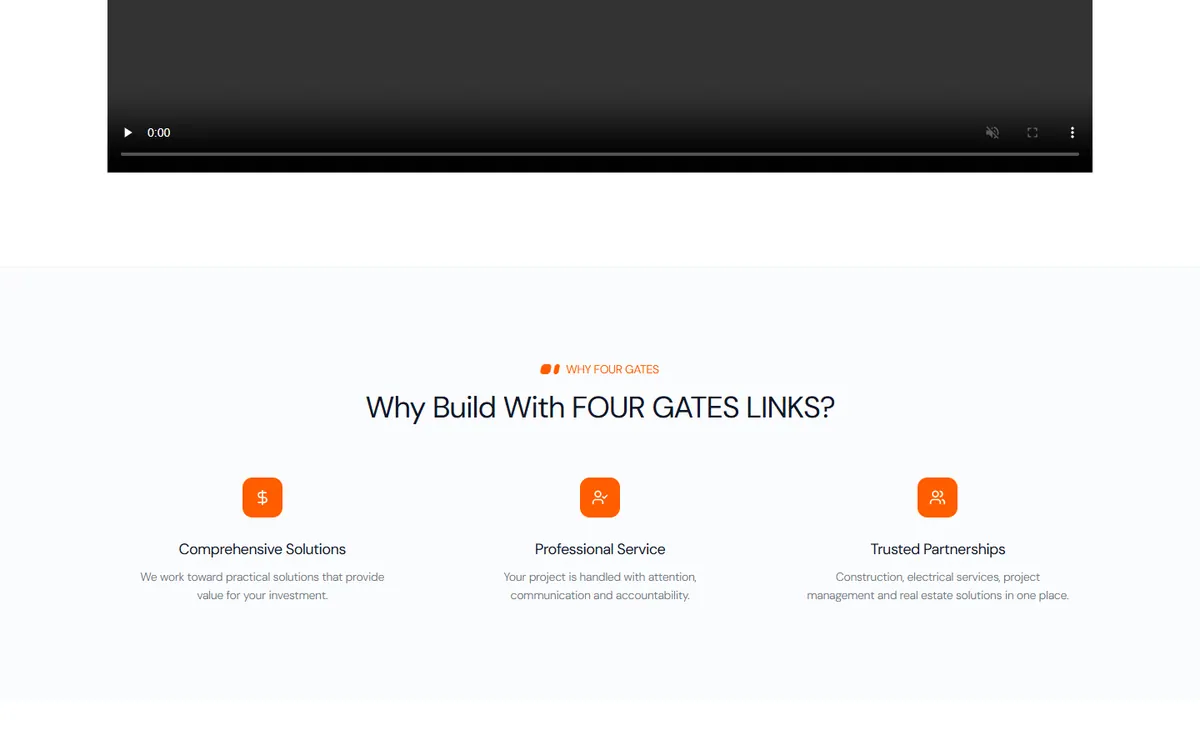 0:00
WHY FOUR GATES
Why Build With FOUR GATES LINKS?
Comprehensive Solutions
We work toward practical solutions that provide
value for your investment.
Professional Service
Your project is handled with attention,
communication and accountability.
Trusted Partnerships
Construction, electrical services, project
management and real estate solutions in one place.